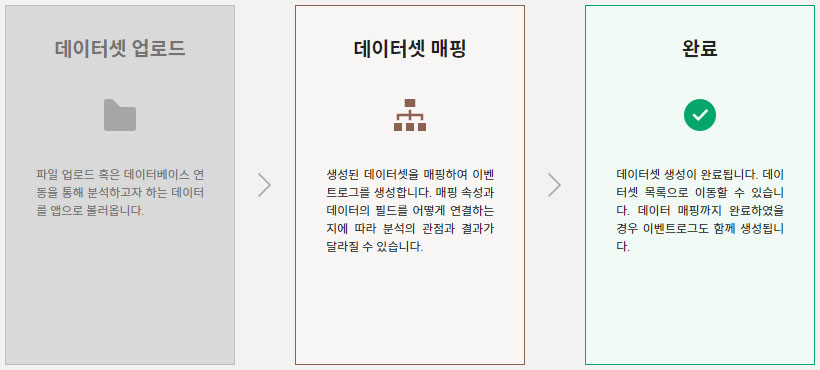 데이터셋 업로드
파일 업로드 혹은 데이터베이스 연
동을 통해 분석하고자 하는 데이터
를 앱으로 불러옵니다.
데이터셋 매핑
생성된 데이터셋을 매핑하여 이벤
트로그를 생성합니다. 매핑 속성과
데이터의 필드를 어떻게 연결하는
지에 따라 분석의 관점과 결과가
달라질 수 있습니다.
완료
데이터셋 생성이 완료됩니다. 데이
터셋 목록으로 이동할 수 있습니
다. 데이터 매핑까지 완료하였을
경우 이벤트로그도 함께 생성됩니
다.